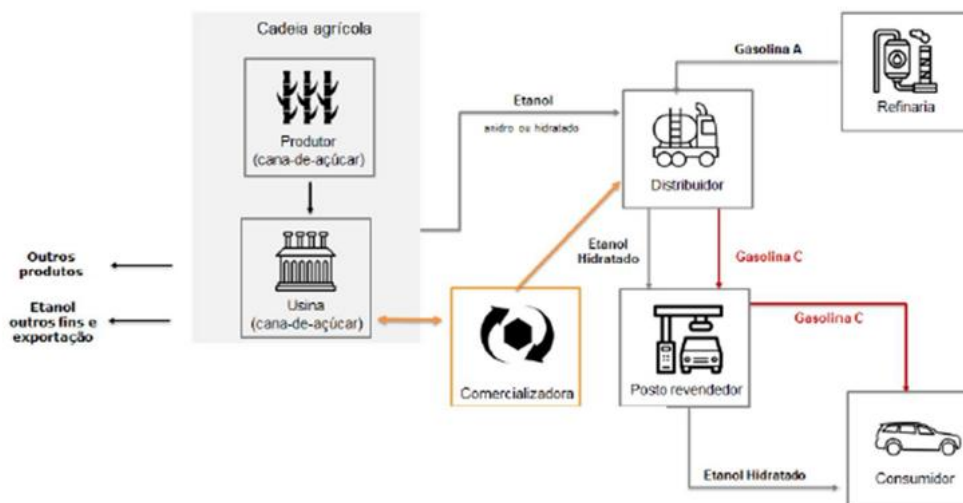 Cadeia agrícola
Produtor
(cana-de-açúcar)
Usina
(cana-de-açúcar)
Outros
produtos
Etanol
outros fins e
exportação
Etanol
anidro ou hidratado
Gasolina A
Refinaria
Distribuidor
Etanol
Hidratado
Gasolina C
Comercializadora
Posto revendedor
Gasolina C
Etanol Hidratado
Consumidor